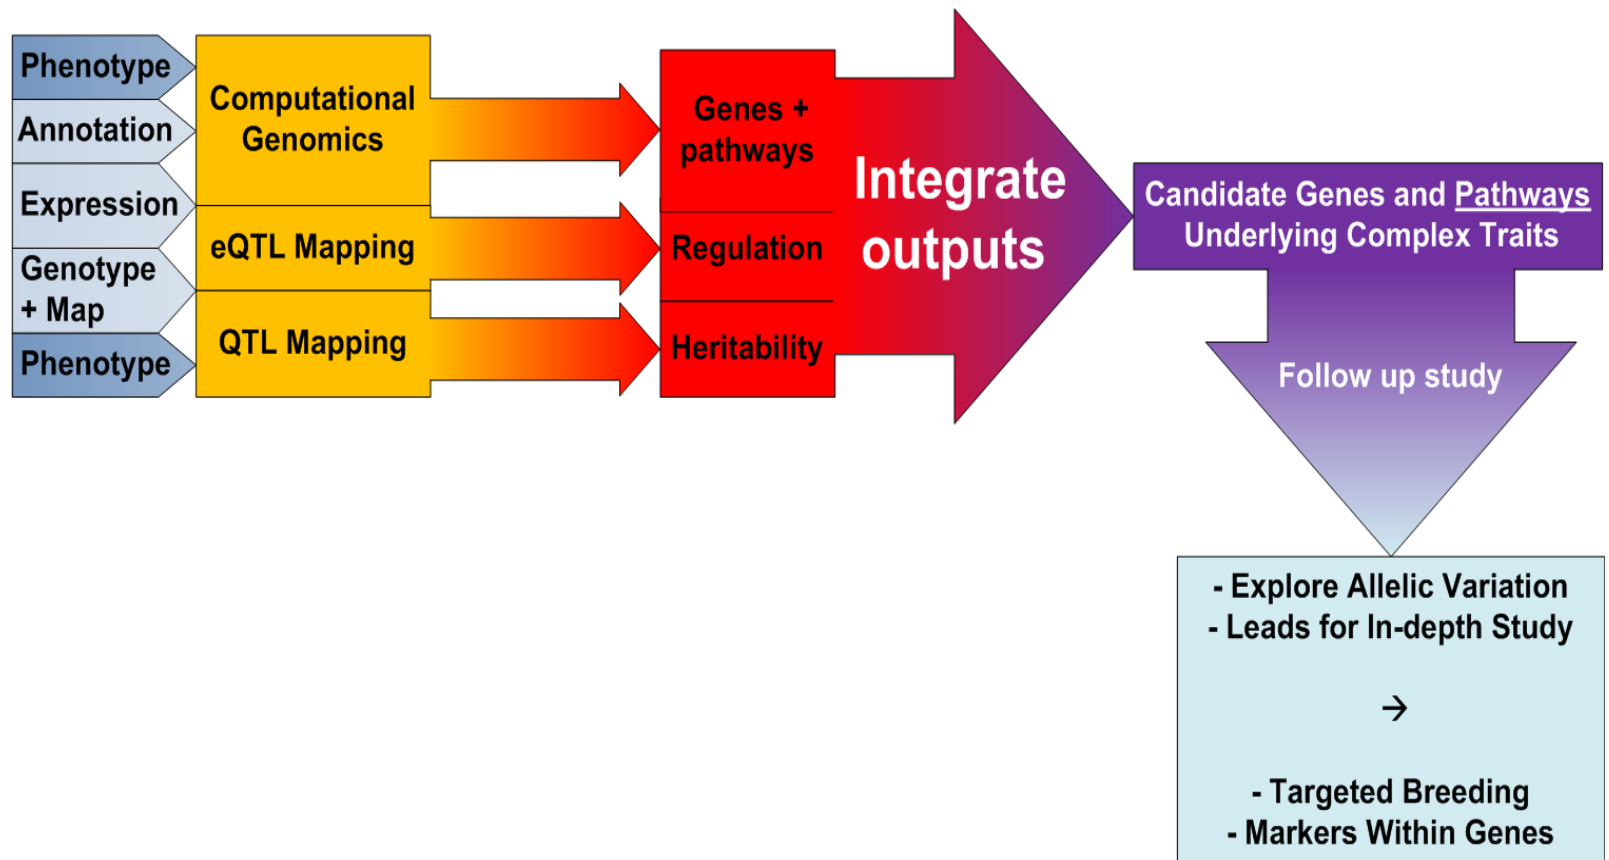 Phenotype
Annotation
Expression
Genotype
+ Map
Phenotype
Computational
Genomics
eQTL Mapping
QTL Mapping
Genes +
pathways
Regulation
Heritability
Integrate
outputs
Candidate Genes and Pathways
Underlying Complex Traits
Follow up study
- Explore Allelic Variation
- Leads for In-depth Study
→
- Targeted Breeding
- Markers Within Genes